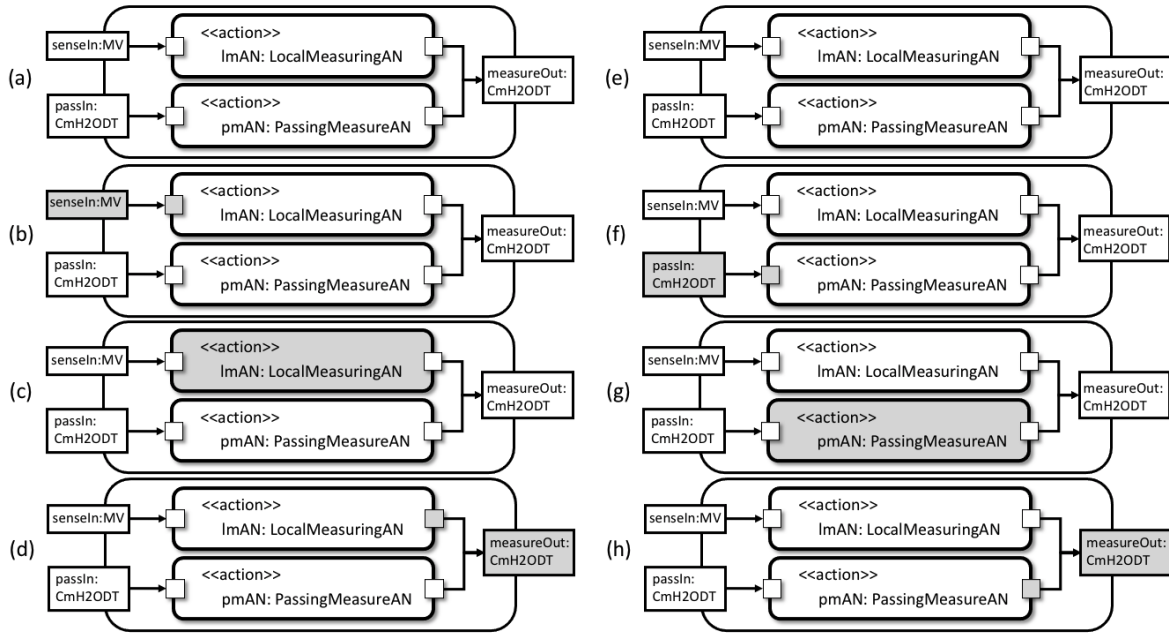 (a)
senseIn:MV
<<action>>
lmAN: LocalMeasuringAN
measureOut:
CmH2ODT
passIn:
CmH2ODT
<<action>>
pmAN: PassingMeasureAN
(b)
senseIn:MV
<<action>>
lmAN: LocalMeasuringAN
measureOut:
CmH2ODT
passIn:
CmH2ODT
<<action>>
pmAN: PassingMeasureAN
(c)
senseIn:MV
<<action>>
lmAN: LocalMeasuringAN
measureOut:
CmH2ODT
passIn:
CmH2ODT
<<action>>
pmAN: PassingMeasureAN
(d)
senseIn:MV
<<action>>
lmAN: LocalMeasuringAN
measureOut:
CmH2ODT
passIn:
CmH2ODT
<<action>>
pmAN: PassingMeasureAN
(e)
senseIn:MV
<<action>>
lmAN: LocalMeasuringAN
measureOut:
CmH2ODT
passIn:
CmH2ODT
<<action>>
pmAN: PassingMeasureAN
(f)
senseIn:MV
<<action>>
lmAN: LocalMeasuringAN
measureOut:
CmH2ODT
passIn:
CmH2ODT
<<action>>
pmAN: PassingMeasureAN
(g)
senseIn:MV
<<action>>
lmAN: LocalMeasuringAN
measureOut:
CmH2ODT
passIn:
CmH2ODT
<<action>>
pmAN: PassingMeasureAN
(h)
senseIn:MV
<<action>>
lmAN: LocalMeasuringAN
measureOut:
CmH2ODT
passIn:
CmH2ODT
<<action>>
pmAN: PassingMeasureAN